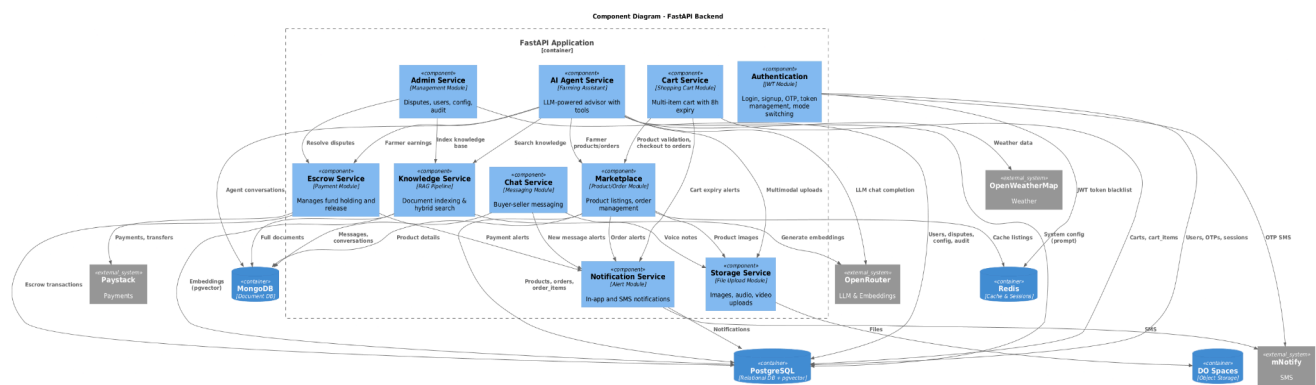 Component Diagram - FastAPI Backend
FastAPI Application
[container]
«component»
Admin Service
[Management Module]
Disputes, users, config,
audit
«component»
AI Agent Service
[Farming Assistant]
LLM-powered advisor with
tools
«component»
Cart Service
[Shopping Cart Module]
Multi-item cart with 8h
expiry
«component»
Authentication
[JWT Module]
Login, signup, OTP, token
management, mode
switching
Resolve disputes
Farmer earnings
Index knowledge
base
Search knowledge
Farmer
products/orders
Product validation,
checkout to orders
Weather data
«component»
Escrow Service
[Payment Module]
Manages fund holding and
release
«component»
Knowledge Service
[RAG Pipeline]
Document indexing &
hybrid search
«component»
Chat Service
[Messaging Module]
Buyer-seller messaging
«component»
Marketplace
[Product/Order Module]
Product listings, order
management
«external_system»
OpenWeatherMap
Weather
Agent conversations
Cart expiry alerts
Multimodal uploads
LLM chat completion
JWT token blacklist
Payments, transfers
Full documents
Messages,
conversations
Product details
Payment alerts
New message alerts
Order alerts
Voice notes
Product images
Generate embeddings
Users, disputes,
config, audit
Cache listings
System config
(prompt)
Carts, cart_items
Users, OTPs, sessions
OTP SMS
Escrow transactions
«external_system»
Paystack
Payments
Embeddings
(pgvector)
«container»
MongoDB
[Document DB]
Products, orders,
order_items
«component»
Notification Service
[Alert Module]
In-app and SMS notifications
«component»
Storage Service
[File Upload Module]
Images, audio, video
uploads
«external_system»
OpenRouter
LLM & Embeddings
«container»
Redis
[Cache & Sessions]
Notifications
Files
SMS
«container»
PostgreSQL
[Relational DB + pgvector]
«container»
DO Spaces
[Object Storage]
«external_system»
mNotify
SMS